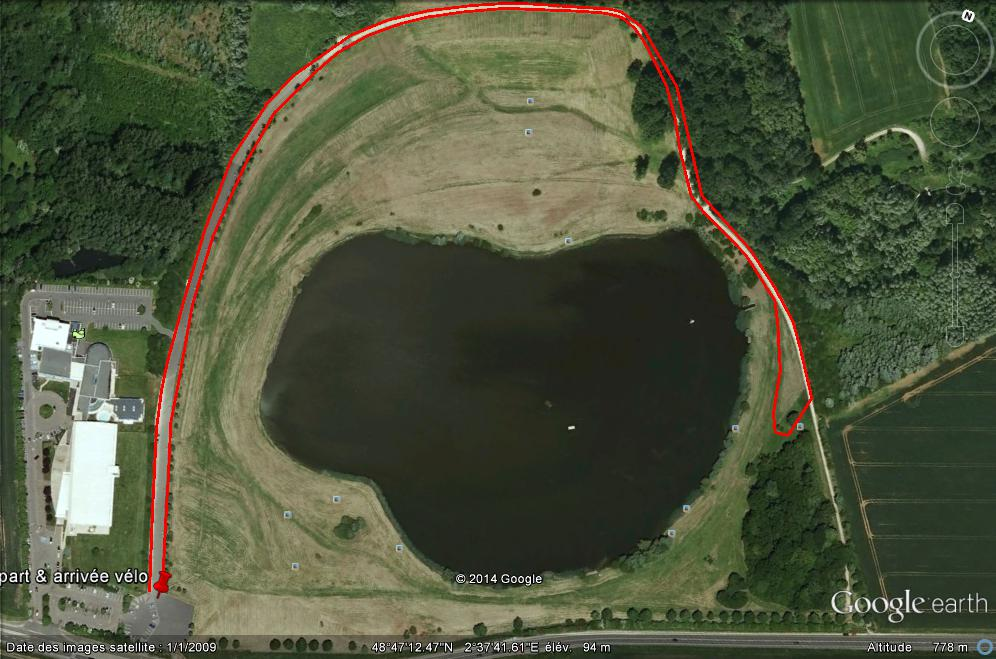 N
part & arrivée vélo
© 2014 Google
Google earth
Date des images satellite : 1/1/2009 48°47'12.47"N 2°37'41.61"E élév. 94 m Altitude 778 m